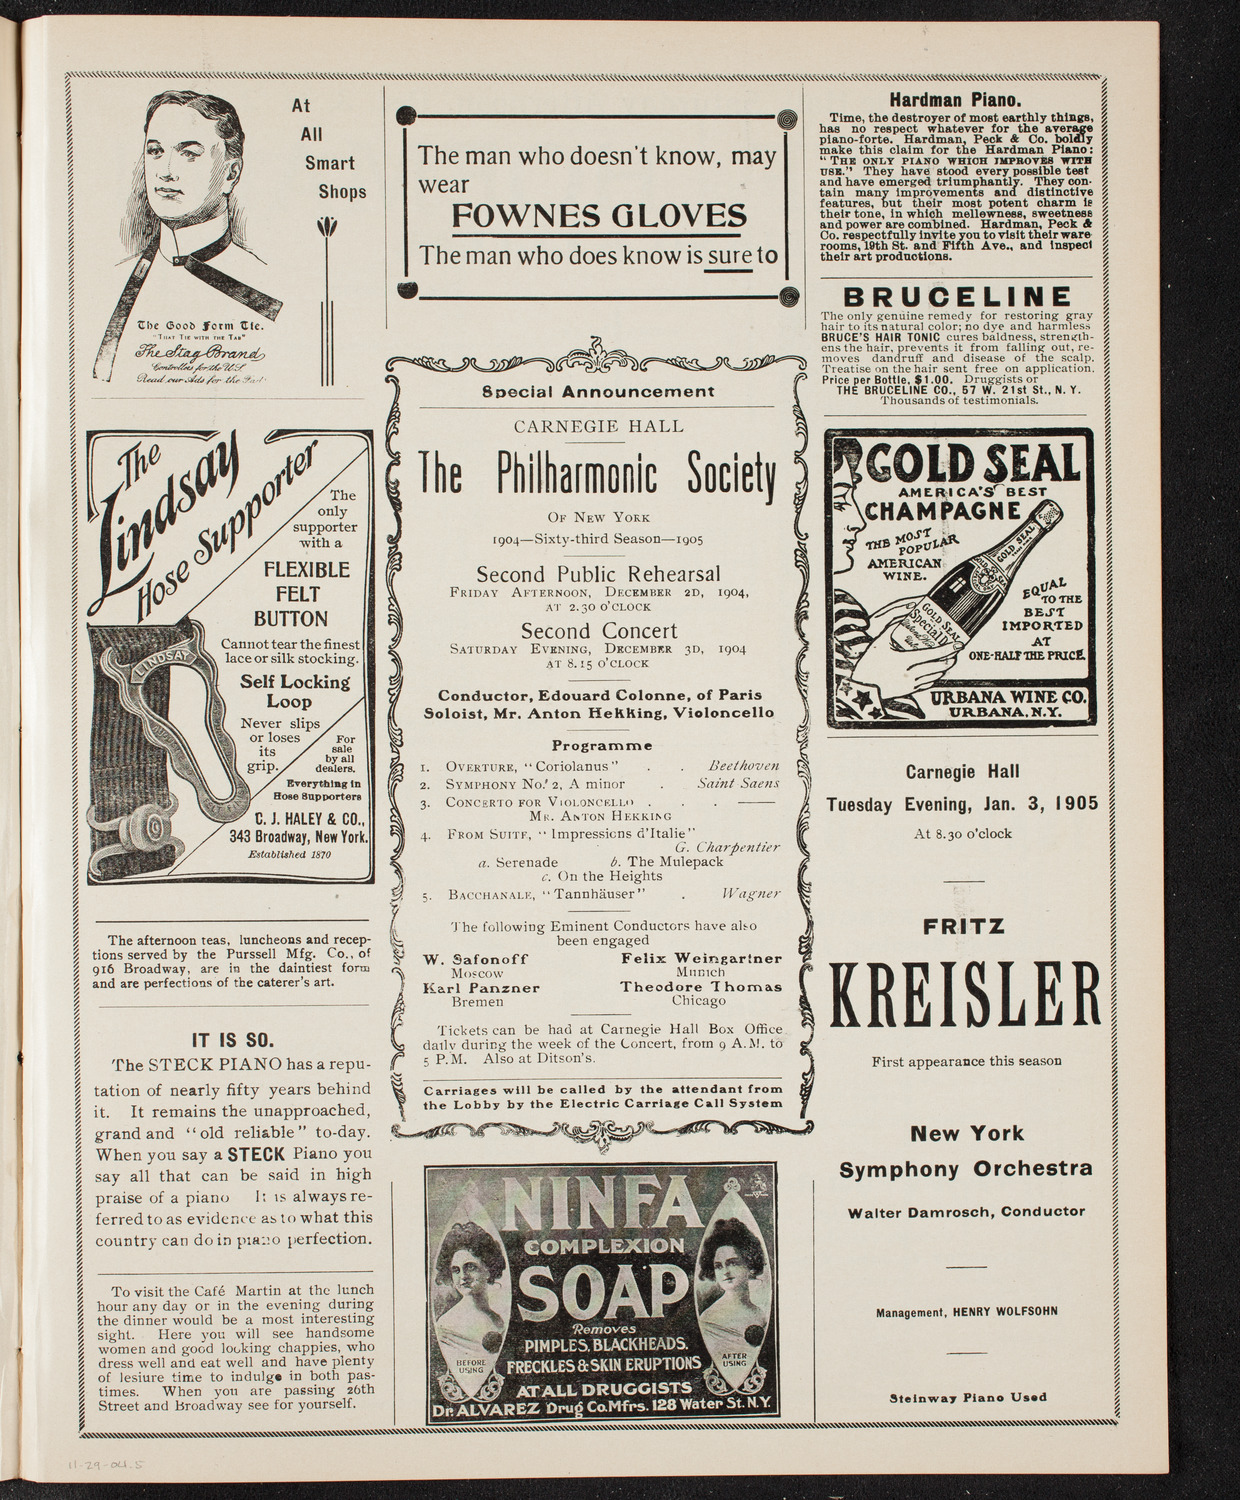 At
All
Smart
Shops
The Good Form Tie.
"THAT TIE WITH THE TAB"
The Stag Brand
Controllers for the U.S.
Read our Ads for the
The
Lindsay
Hose Supporter
The
only
supporter
with a
FLEXIBLE
FELT
BUTTON
Cannot tear the finest
lace or silk stocking.
Self Locking
Loop
Never slips
or loses
its
grip.
For
sale
by all
dealers.
Everything in
Hose Supporters
C. J. HALEY & CO.,
343 Broadway, New York.
Established 1870
LINDSAY
The afternoon teas, luncheons and recep-
tions served by the Purssell Mfg. Co., of
916 Broadway, are in the daintiest form
and are perfections of the caterer's art.
IT IS SO.
The STECK PIANO has a repu-
tation of nearly fifty years behind
it. It remains the unapproached,
grand and "old reliable" to-day.
When you say a STECK Piano you
say all that can be said in high
praise of a piano It is always re-
ferred to as evidence as to what this
country can do in piano perfection.
To visit the Café Martin at the lunch
hour any day or in the evening during
the dinner would be a most interesting
sight. Here you will see handsome
women and good looking chappies, who
dress well and eat well and have plenty
of lesiure time to indulge in both pas-
times. When you are passing 26th
Street and Broadway see for yourself.
The man who doesn't know, may
wear
FOWNES GLOVES
The man who does know is sure to
Special Announcement
CARNEGIE HALL
The Philharmonic Society
OF NEW YORK
1904—Sixty-third Season—1905
Second Public Rehearsal
FRIDAY AFTERNOON, DECEMBER 2D, 1904,
AT 2.30 O'CLOCK
Second Concert
SATURDAY EVENING, DECEMBER 3D, 1904
AT 8.15 O'CLOCK
Conductor, Edouard Colonne, of Paris
Soloist, Mr. Anton Hekking, Violoncello
Programme
1. OVERTURE, "Coriolanus" . . Beethoven
2. SYMPHONY No. 2, A minor . Saint Saens
3. CONCERTO FOR VIOLONCELLO . . . ——
MR. ANTON HEKKING
4. FROM SUITE, "Impressions d'Italie"
G. Charpentier
a. Serenade b. The Mulepack
c. On the Heights
5. BACCHANALE, "Tannhäuser" . Wagner
The following Eminent Conductors have also
been engaged
W. Safonoff Felix Weingartner
Moscow Munich
Karl Panzner Theodore Thomas
Bremen Chicago
Tickets can be had at Carnegie Hall Box Office
daily during the week of the Concert, from 9 A.M. to
5 P.M. Also at Ditson's.
Carriages will be called by the attendant from
the Lobby by the Electric Carriage Call System
NINFA
COMPLEXION
SOAP
Removes
PIMPLES, BLACKHEADS.
FRECKLES & SKIN ERUPTIONS
BEFORE
USING
AFTER
USING
AT ALL DRUGGISTS
Dr. ALVAREZ Drug Co. Mfrs. 128 Water St. N.Y.
Hardman Piano.
Time, the destroyer of most earthly things,
has no respect whatever for the average
piano-forte. Hardman, Peck & Co. boldly
make this claim for the Hardman Piano:
"THE ONLY PIANO WHICH IMPROVES WITH
USE." They have stood every possible test
and have emerged triumphantly. They con-
tain many improvements and distinctive
features, but their most potent charm is
their tone, in which mellowness, sweetness
and power are combined. Hardman, Peck &
Co. respectfully invite you to visit their ware
rooms, 19th St. and Fifth Ave., and inspect
their art productions.
BRUCELINE
The only genuine remedy for restoring gray
hair to its natural color; no dye and harmless
BRUCE'S HAIR TONIC cures baldness, strength-
ens the hair, prevents it from falling out, re-
moves dandruff and disease of the scalp.
Treatise on the hair sent free on application.
Price per Bottle, $1.00. Druggists or
THE BRUCELINE CO., 57 W. 21st St., N. Y.
Thousands of testimonials.
GOLD SEAL
AMERICA'S BEST
CHAMPAGNE
THE MOST
POPULAR
AMERICAN
WINE.
GOLD SEAL
GOLD SEAL
Special Dry
EQUAL
TO THE
BEST
IMPORTED
AT
ONE-HALF THE PRICE.
URBANA WINE CO.
URBANA, N.Y.
Carnegie Hall
Tuesday Evening, Jan. 3, 1905
At 8.30 o'clock
FRITZ
KREISLER
First appearance this season
New York
Symphony Orchestra
Walter Damrosch, Conductor
Management, HENRY WOLFSOHN
Steinway Piano Used
11-29-04.5